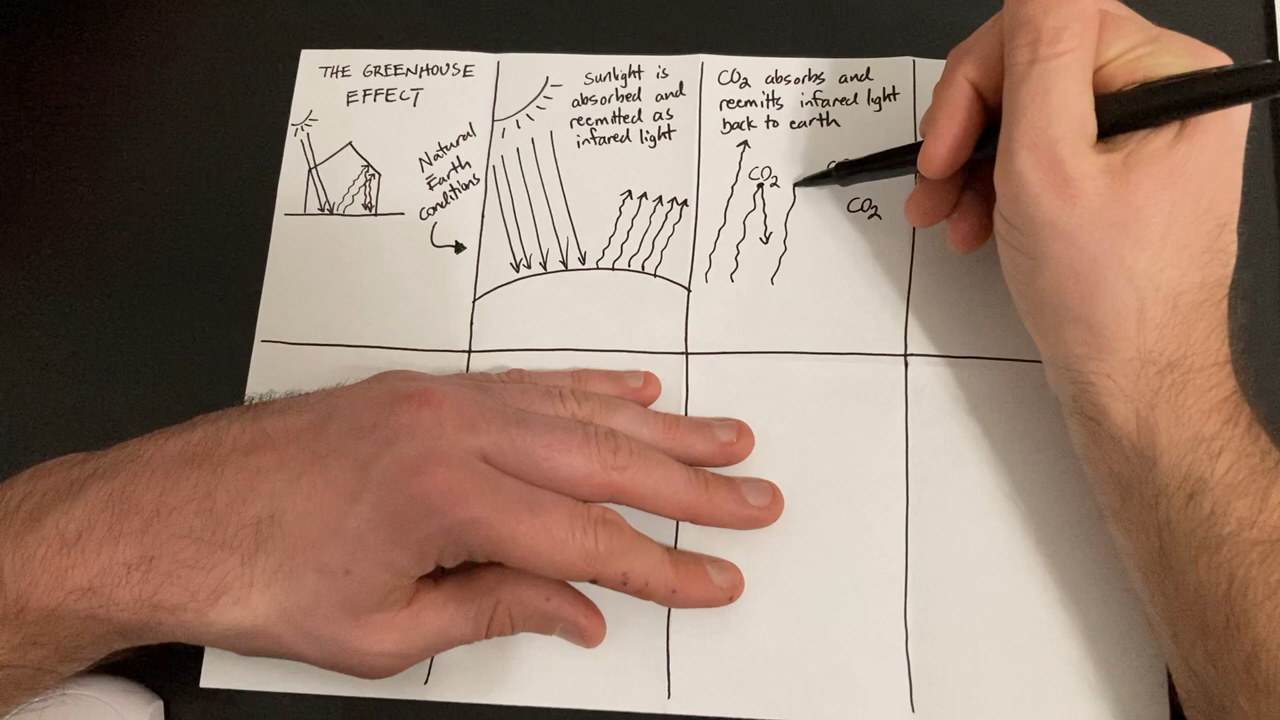 THE GREENHOUSE
EFFECT
Natural
Earth
Conditions
Sunlight is
absorbed and
reemitted as
infared light
CO₂ absorbs and
reemitts infared light
back to earth
CO₂
CO₂